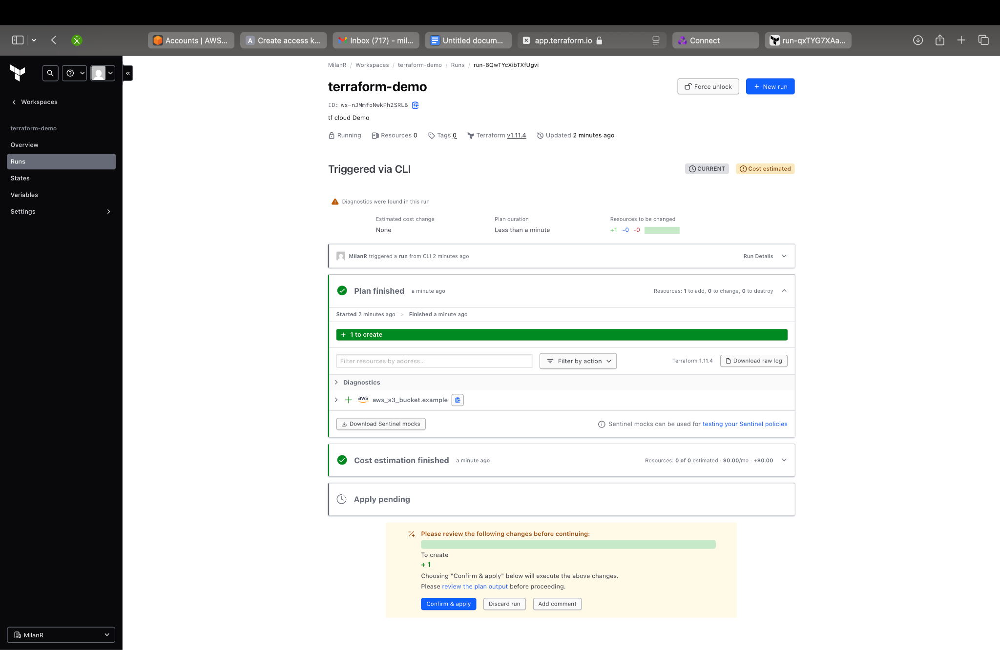 Accounts | AWS...
Create access k...
Inbox (717) - mil...
Untitled docum...
app.terraform.io
Connect
run-qxTYG7XAa...
Workspaces
terraform-demo
Overview
Runs
States
Variables
Settings
MilanR
MilanR / Workspaces / terraform-demo / Runs / run-8QwTYcXibTXfUgvi
terraform-demo
Force unlock
+ New run
ID: ws-nJMmfoNwkPh2SRLB
tf cloud Demo
Running Resources 0 Tags 0 Terraform v1.11.4 Updated 2 minutes ago
Triggered via CLI
CURRENT
Cost estimated
Diagnostics were found in this run
Estimated cost change Plan duration Resources to be changed
None Less than a minute +1 ~0 -0
MilanR triggered a run from CLI 2 minutes ago Run Details
Plan finished a minute ago Resources: 1 to add, 0 to change, 0 to destroy
Started 2 minutes ago > Finished a minute ago
+ 1 to create
Filter resources by address... Filter by action Terraform 1.11.4 Download raw log
Diagnostics
+ aws aws_s3_bucket.example
Download Sentinel mocks Sentinel mocks can be used for testing your Sentinel policies
Cost estimation finished a minute ago Resources: 0 of 0 estimated · $0.00/mo · +$0.00
Apply pending
Please review the following changes before continuing:
To create
+ 1
Choosing "Confirm & apply" below will execute the above changes.
Please review the plan output before proceeding.
Confirm & apply Discard run Add comment